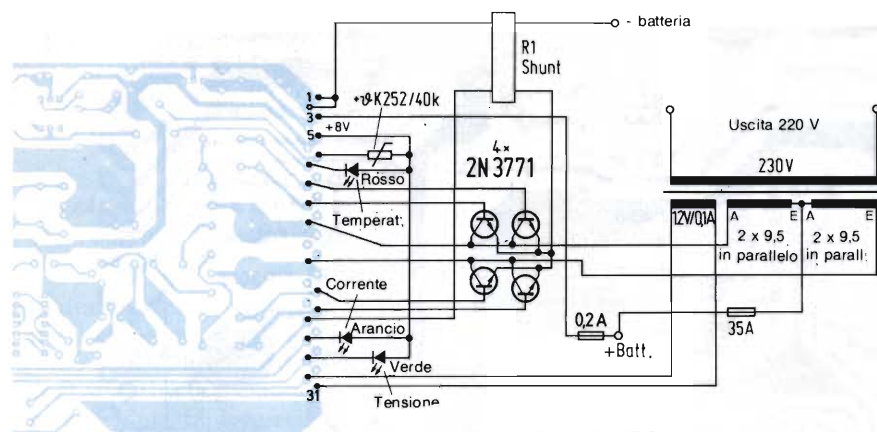 - batteria
R1
Shunt
1
3
5
+8V
+ϑK252/40k
4×
2N3771
Rosso
Temperat.
Uscita 220 V
230V
12V/0,1A
A
E
A
E
2 x 9,5
in parallelo
2 x 9,5
in parall.
Corrente
Arancio
0,2 A
+Batt.
35A
Verde
Tensione
31